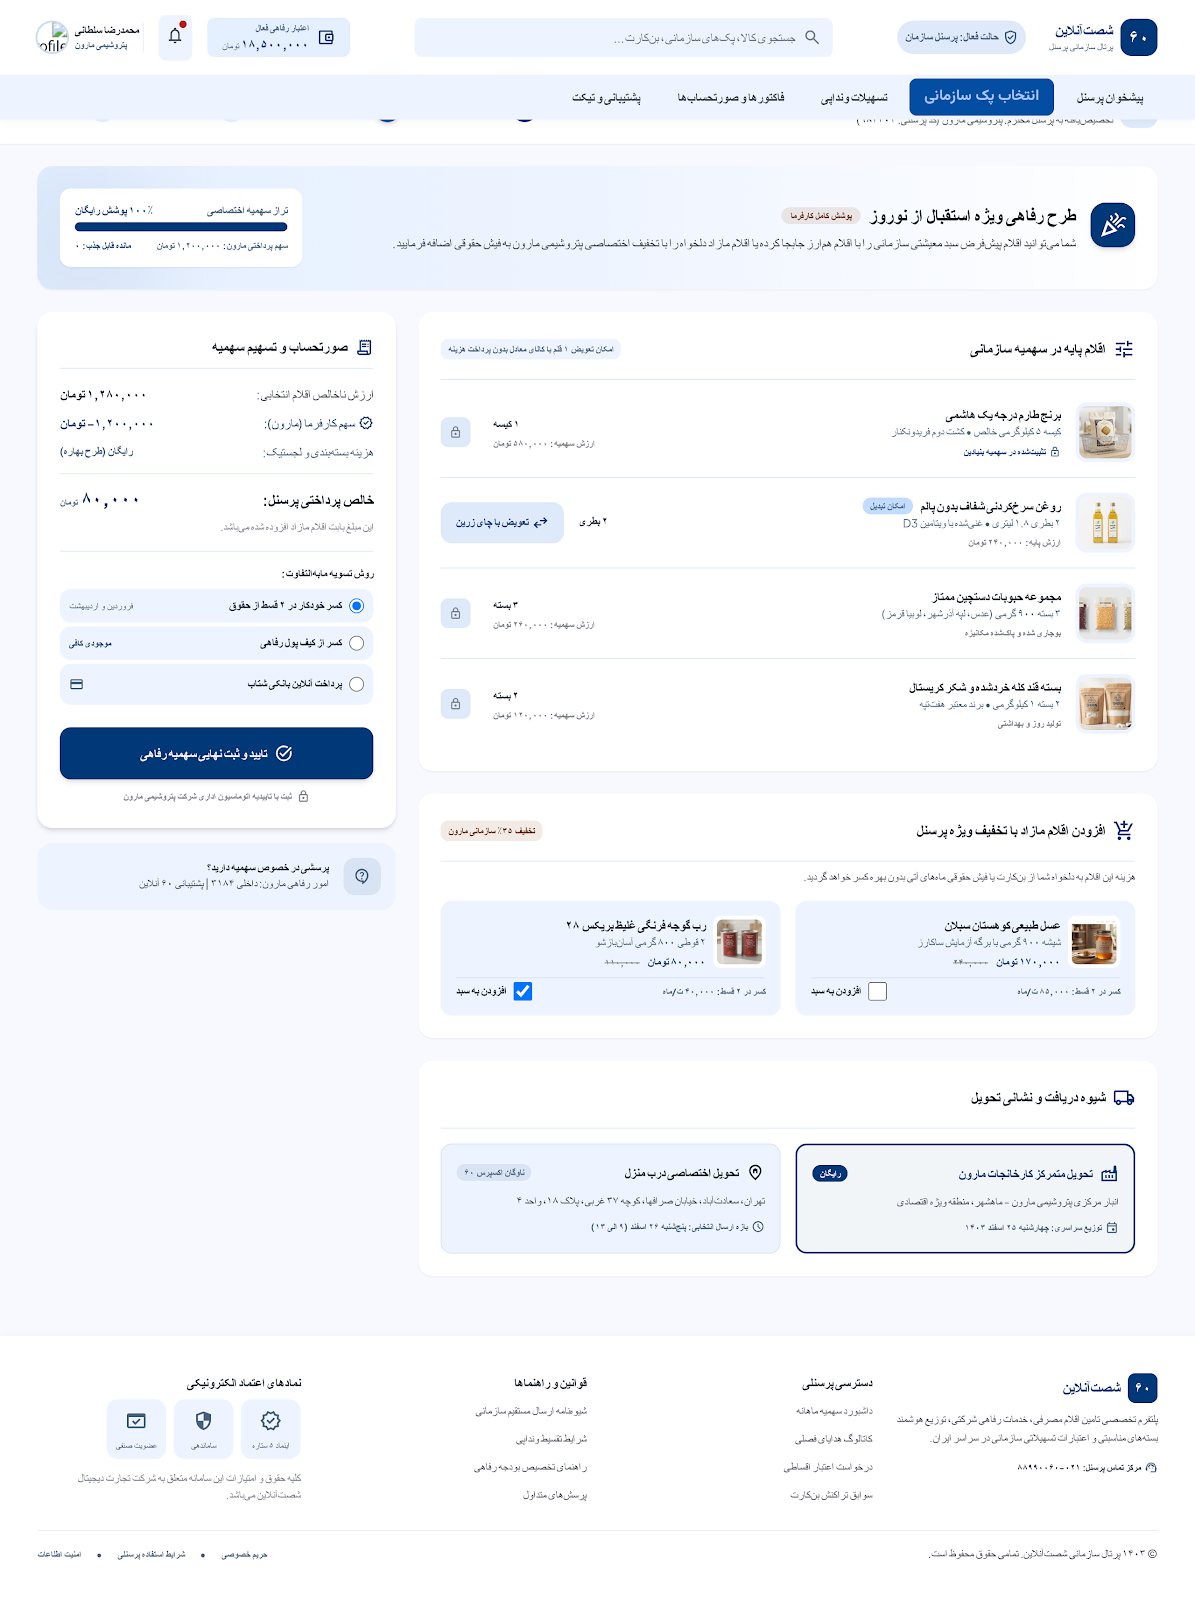 ۶۰
شصت‌آنلاین
پرتال سازمانی پرسنل
حالت فعال: پرسنل سازمان
جستجوی کالا، پک‌های سازمانی، بن‌کارت...
اعتبار رفاهی فعال
۱۸,۵۰۰,۰۰۰ تومان
محمدرضا سلطانی
پتروشیمی مارون
پیشخوان پرسنل
انتخاب پک سازمانی
تسهیلات وندایی
فاکتورها و صورتحساب‌ها
پشتیبانی و تیکت
طرح رفاهی ویژه استقبال از نوروز
پوشش کامل کارفرما
شما می‌توانید اقلام پیش‌فرض سبد معیشتی سازمانی را با اقلام هم‌ارز جابجا کرده یا اقلام مازاد دلخواه را با تخفیف اختصاصی پتروشیمی مارون به فیش حقوقی اضافه فرمایید.
تراز سهمیه اختصاصی
۱۰۰٪ پوشش رایگان
سهم پرداختی مارون: ۱,۲۰۰,۰۰۰ تومان
مانده قابل جذب: ۰
اقلام پایه در سهمیه سازمانی
امکان تعویض ۱ قلم با کالای معادل بدون پرداخت هزینه
برنج طارم درجه یک هاشمی
کیسه ۵ کیلوگرمی خالص • کشت دوم فریدونکنار
تثبیت‌شده در سهمیه بنیادین
۱ کیسه
ارزش سهمیه: ۵۸۰,۰۰۰ تومان
روغن سرخ‌کردنی شفاف بدون پالم
امکان تبدیل
۲ بطری ۱.۸ لیتری • غنی‌شده با ویتامین D3
ارزش پایه: ۲۴۰,۰۰۰ تومان
۲ بطری
تعویض با چای زرین
مجموعه حبوبات دستچین ممتاز
۳ بسته ۹۰۰ گرمی (عدس، لپه آذرشهر، لوبیا قرمز)
بوجاری شده و پاک‌شده مکانیزه
۳ بسته
ارزش سهمیه: ۲۶۰,۰۰۰ تومان
بسته قند کله خردشده و شکر کریستال
۲ بسته ۱ کیلوگرمی • برند معتبر هفت‌تپه
تولید روز و بهداشتی
۲ بسته
ارزش سهمیه: ۱۲۰,۰۰۰ تومان
صورتحساب و تسهیم سهمیه
ارزش ناخالص اقلام انتخابی:
۱,۲۸۰,۰۰۰ تومان
سهم کارفرما (مارون):
۱,۲۰۰,۰۰۰- تومان
هزینه بسته‌بندی و لجستیک:
رایگان (طرح بهاره)
خالص پرداختی پرسنل:
۸۰,۰۰۰ تومان
این مبلغ بابت اقلام مازاد افزوده شده می‌باشد.
روش تسویه مابه‌التفاوت:
کسر خودکار در ۲ قسط از حقوق
فروردین و اردیبهشت
کسر از کیف پول رفاهی
موجودی کافی
پرداخت آنلاین بانکی شتاب
تایید و ثبت نهایی سهمیه رفاهی
ثبت با تاییدیه اتوماسیون اداری شرکت پتروشیمی مارون
پرسشی در خصوص سهمیه دارید؟
امور رفاهی مارون: داخلی ۳۱۸۴ | پشتیبانی ۶۰ آنلاین
افزودن اقلام مازاد با تخفیف ویژه پرسنل
تخفیف ۳۵٪ سازمانی مارون
هزینه این اقلام به دلخواه شما از بن‌کارت یا فیش حقوقی ماه‌های آتی بدون بهره کسر خواهد گردید.
عسل طبیعی کوهستان سبلان
شیشه ۹۰۰ گرمی با برگه آزمایش ساکارز
۱۷۰,۰۰۰ تومان ۲۴۰,۰۰۰
کسر در ۲ قسط: ۸۵,۰۰۰ ت/ماه
افزودن به سبد
رب گوجه فرنگی غلیظ بریکس ۲۸
۲ قوطی ۸۰۰ گرمی آسان‌بازشو
۸۰,۰۰۰ تومان ۱۱۰,۰۰۰
کسر در ۲ قسط: ۴۰,۰۰۰ ت/ماه
افزودن به سبد
شیوه دریافت و نشانی تحویل
تحویل متمرکز کارخانجات مارون
رایگان
انبار مرکزی پتروشیمی مارون - ماهشهر، منطقه ویژه اقتصادی
توزیع سراسری: چهارشنبه ۲۵ اسفند ۱۴۰۳
تحویل اختصاصی درب منزل
ناوگان اکسپرس ۶۰
تهران، سعادت‌آباد، خیابان صرافها، کوچه ۳۷ غربی، پلاک ۱۸، واحد ۴
بازه ارسال انتخابی: پنج‌شنبه ۲۶ اسفند (۹ الی ۱۳)
۶۰
شصت‌آنلاین
پلتفرم تخصصی تامین اقلام مصرفی، خدمات رفاهی شرکتی، توزیع هوشمند
بسته‌های مناسبتی و اعتبارات تسهیلاتی سازمانی در سراسر ایران.
مرکز تماس پرسنل: ۰۲۱-۸۸۹۹۰۰۶۰
دسترسی پرسنلی
داشبورد سهمیه ماهانه
کاتالوگ هدایای فصلی
درخواست اعتبار اقساطی
سوابق تراکنش بن‌کارت
قوانین و راهنماها
شیوه‌نامه ارسال مستقیم سازمانی
شرایط تقسیط وندایی
راهنمای تخصیص بودجه رفاهی
پرسش‌های متداول
نمادهای اعتماد الکترونیکی
اینماد ۵ ستاره
ساماندهی
عضویت صنفی
کلیه حقوق و امتیازات این سامانه متعلق به شرکت تجارت دیجیتال
شصت‌آنلاین می‌باشد.
© ۱۴۰۳ پرتال سازمانی شصت‌آنلاین. تمامی حقوق محفوظ است.
حریم خصوصی • شرایط استفاده پرسنلی • امنیت اطلاعات